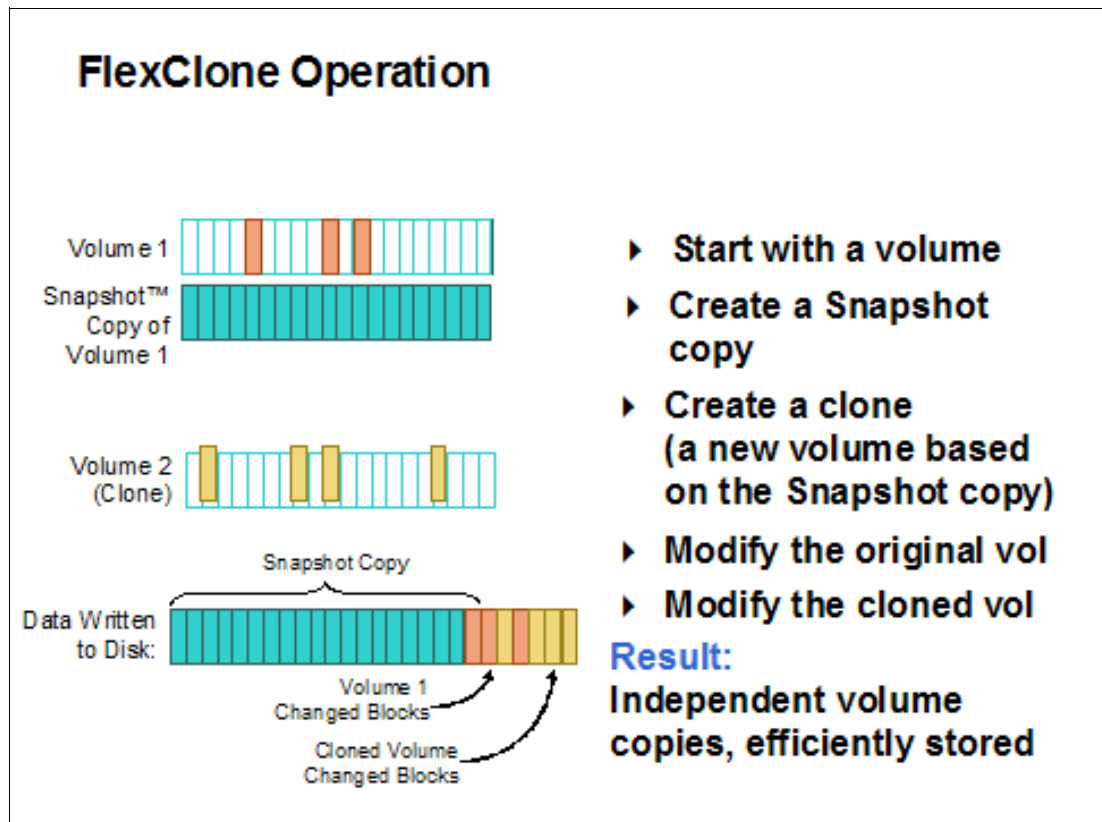 FlexClone Operation
Volume 1
Snapshot™
Copy of
Volume 1
Volume 2
(Clone)
Snapshot Copy
Data Written
to Disk:
Volume 1
Changed Blocks
Cloned Volume
Changed Blocks
Start with a volume
Create a Snapshot
copy
Create a clone
(a new volume based
on the Snapshot copy)
Modify the original vol
Modify the cloned vol
Result:
Independent volume
copies, efficiently stored